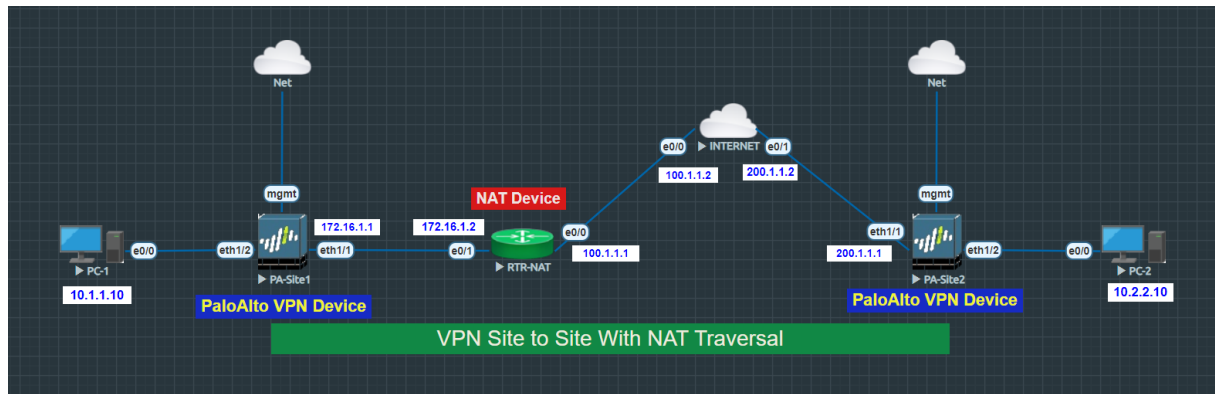 Net
Net
e0/0
INTERNET
e0/1
100.1.1.2
200.1.1.2
mgmt
NAT Device
mgmt
172.16.1.1
172.16.1.2
e0/0
eth1/1
e0/0
eth1/2
eth1/1
e0/1
100.1.1.1
200.1.1.1
eth1/2
e0/0
PC-1
PA-Site1
RTR-NAT
PA-Site2
PC-2
10.1.1.10
PaloAlto VPN Device
PaloAlto VPN Device
10.2.2.10
VPN Site to Site With NAT Traversal